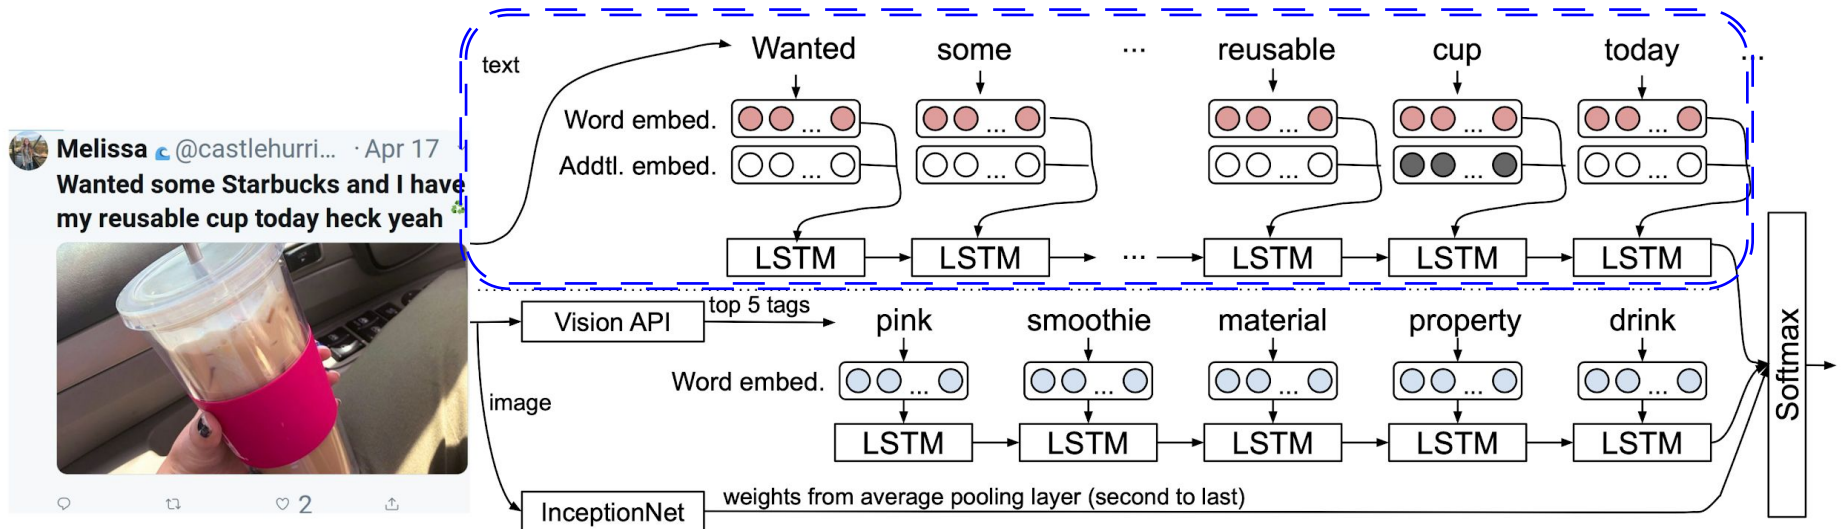 text
Wanted some ... reusable cup today ...
Word embed. ... ... ... ... ...
Addtl. embed. ... ... ... ... ...
LSTM LSTM ... LSTM LSTM LSTM
Melissa @castlehurri... · Apr 17
Wanted some Starbucks and I have
my reusable cup today heck yeah
2
Vision API top 5 tags pink smoothie material property drink
Word embed. ... ... ... ... ...
image
LSTM LSTM LSTM LSTM LSTM
InceptionNet weights from average pooling layer (second to last)
Softmax